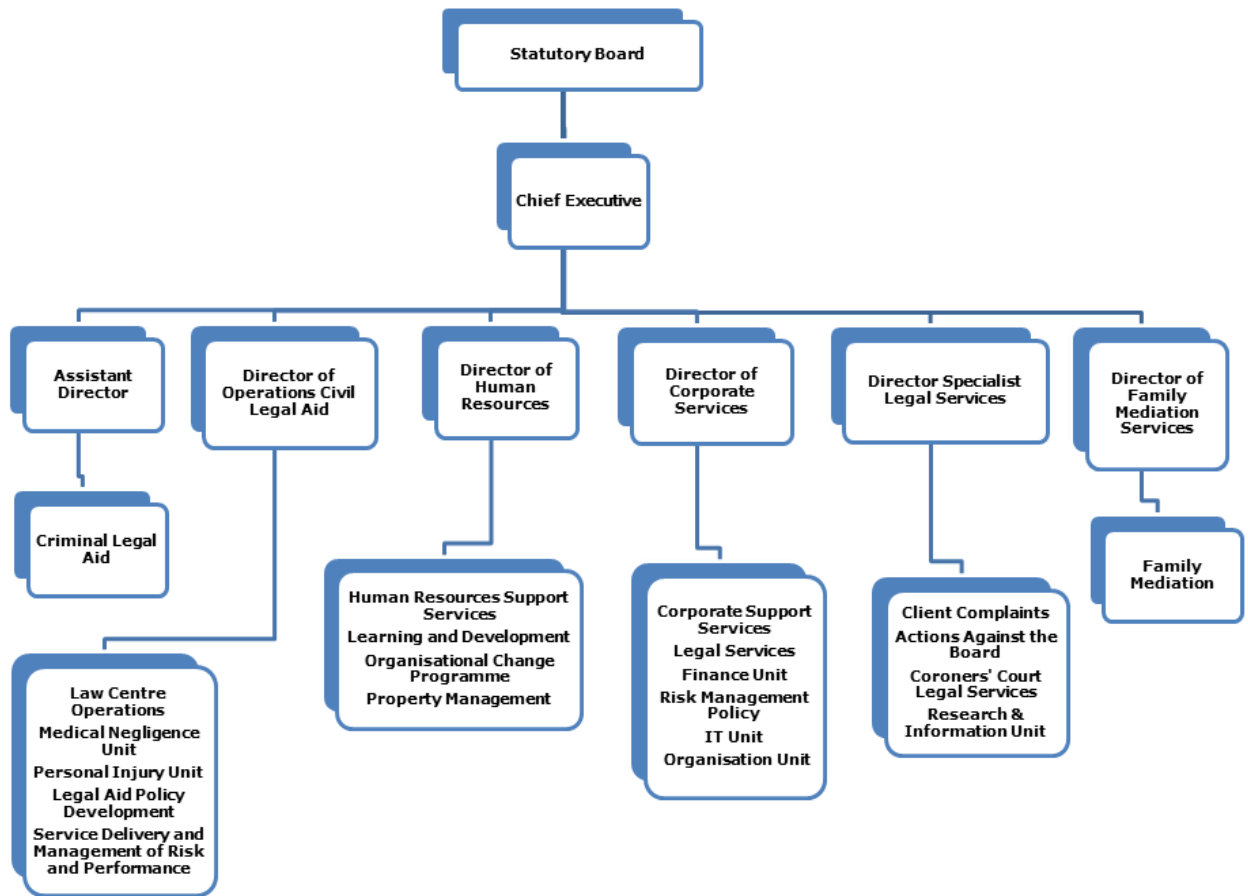 Statutory Board
Chief Executive
Assistant
Director
Director of
Operations Civil
Legal Aid
Director of
Human
Resources
Director of
Corporate
Services
Director Specialist
Legal Services
Director of
Family
Mediation
Services
Criminal Legal
Aid
Law Centre
Operations
Medical Negligence
Unit
Personal Injury Unit
Legal Aid Policy
Development
Service Delivery and
Management of Risk
and Performance
Human Resources Support
Services
Learning and Development
Organisational Change
Programme
Property Management
Corporate Support
Services
Legal Services
Finance Unit
Risk Management
Policy
IT Unit
Organisation Unit
Client Complaints
Actions Against the
Board
Coroners' Court
Legal Services
Research &
Information Unit
Family
Mediation